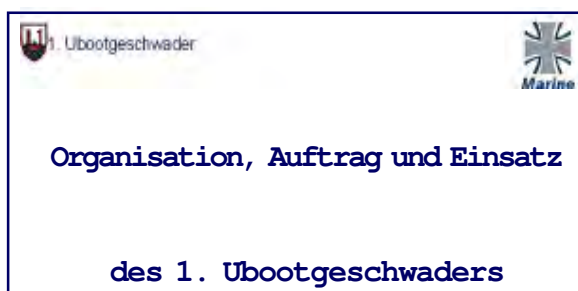 1. Ubootgeschwader
Marine
Organisation, Auftrag und Einsatz
des 1. Ubootgeschwaders